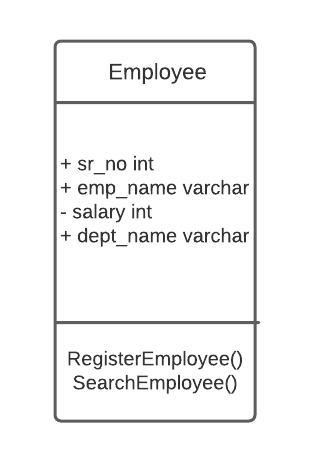 Employee
+ sr_no int
+ emp_name varchar
- salary int
+ dept_name varchar
RegisterEmployee()
SearchEmployee()